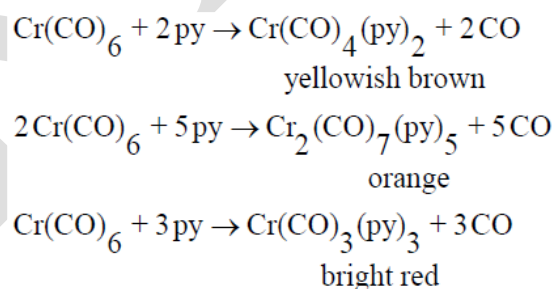 Cr(CO)₆ + 2 py → Cr(CO)₄(py)₂ + 2 CO
yellowish brown
2 Cr(CO)₆ + 5 py → Cr₂(CO)₇(py)₅ + 5 CO
orange
Cr(CO)₆ + 3 py → Cr(CO)₃(py)₃ + 3 CO
bright red